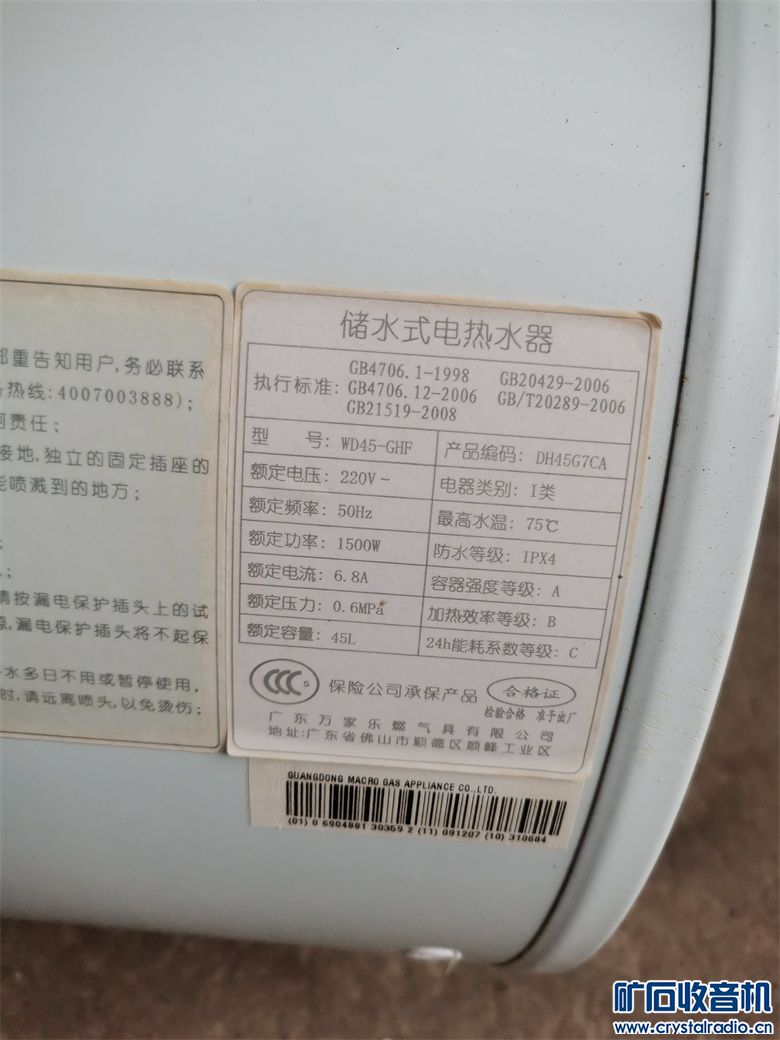 郑重告知用户,务必联系
热线:4007003888);
责任;
接地,独立的固定插座的
能喷溅到的地方;
;
;
请按漏电保护插头上的试
漏电保护插头将不起保
水多日不用或暂停使用,
时,请远离喷头,以免烫伤;
储水式电热水器
执行标准: GB4706.1-1998 GB20429-2006
GB4706.12-2006 GB/T20289-2006
GB21519-2008
型 号: WD45-GHF 产品编码: DH45G7CA
额定电压: 220V~ 电器类别: I类
额定频率: 50Hz 最高水温: 75℃
额定功率: 1500W 防水等级: IPX4
额定电流: 6.8A 容器强度等级: A
额定压力: 0.6MPa 加热效率等级: B
额定容量: 45L 24h能耗系数等级: C
CCC S 保险公司承保产品 合格证
检验合格 准予出厂
广东万家乐燃气具有限公司
地址:广东省佛山市顺德区顺峰工业区
GUANGDONG MACRO GAS APPLIANCE CO.,LTD.
(01) 0 6904881 30359 2 (11) 091207 (10) 310684
矿石收音机
www.crystalradio.cn